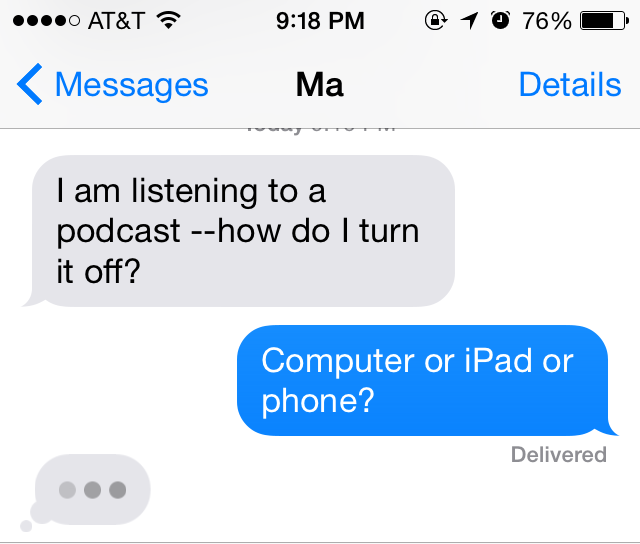 AT&T 9:18 PM 76%
Messages Ma Details
I am listening to a
podcast --how do I turn
it off?
Computer or iPad or
phone?
Delivered